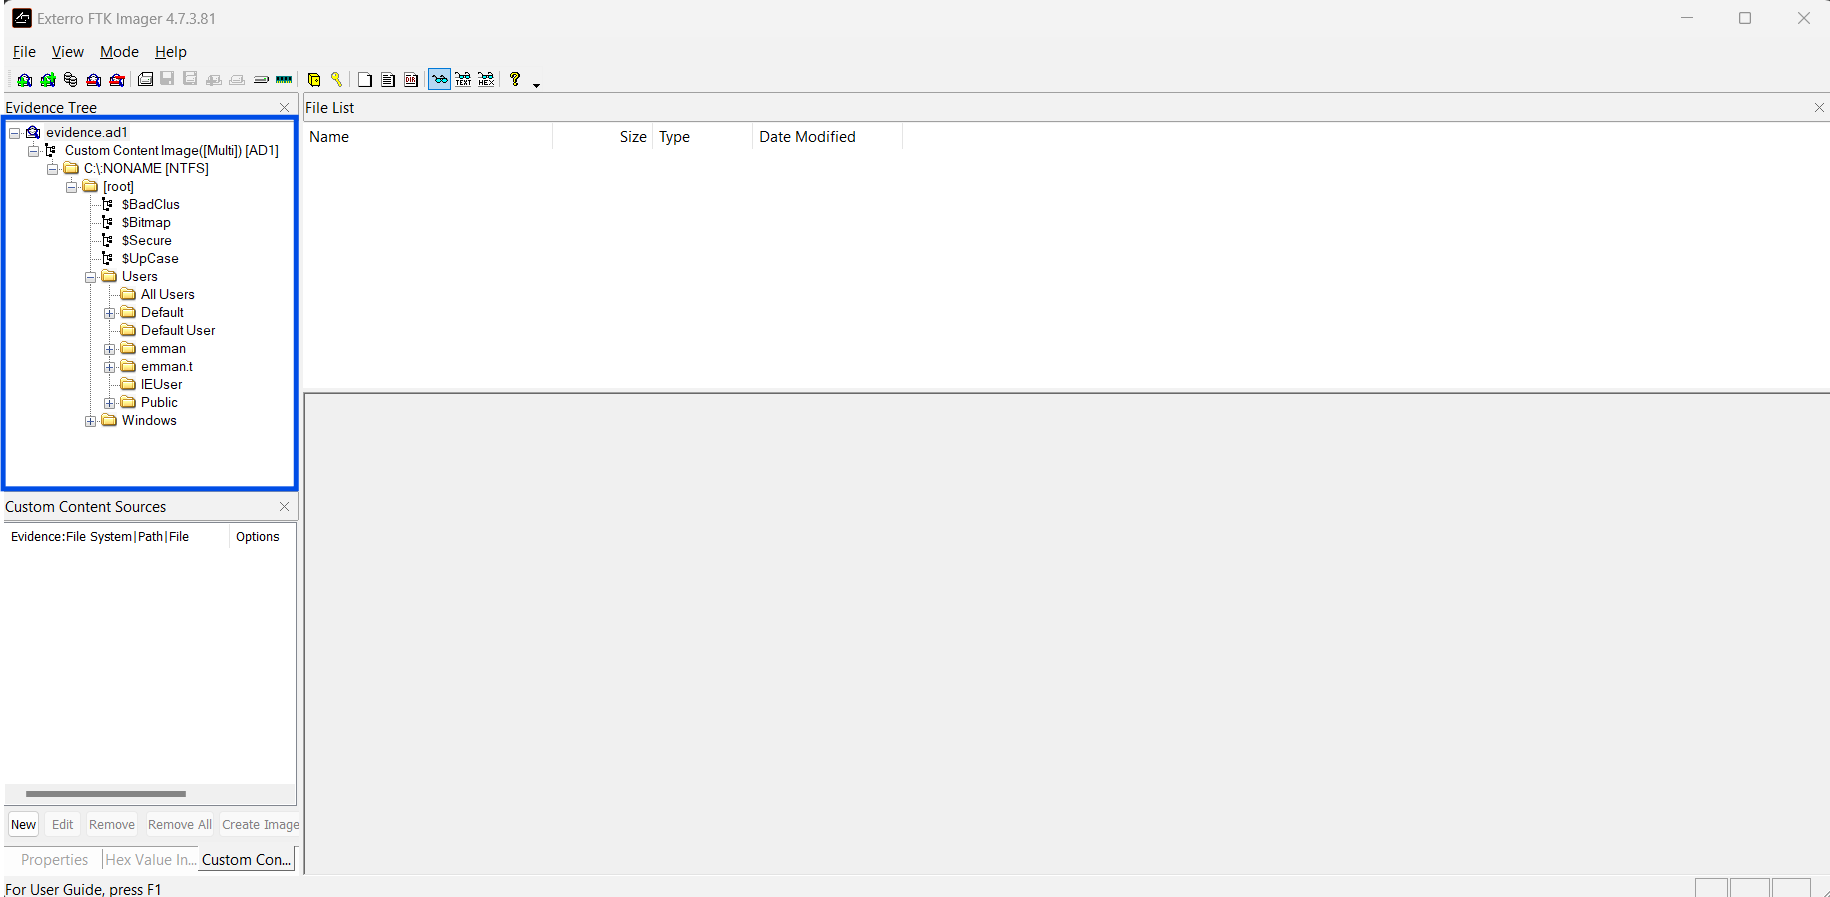 Exterro FTK Imager 4.7.3.81
File View Mode Help
TEXT HEX
Evidence Tree
evidence.ad1
Custom Content Image([Multi]) [AD1]
C:\:NONAME [NTFS]
[root]
$BadClus
$Bitmap
$Secure
$UpCase
Users
All Users
Default
Default User
emman
emman.t
IEUser
Public
Windows
File List
Name Size Type Date Modified
Custom Content Sources
Evidence:File System|Path|File Options
New Edit Remove Remove All Create Image
Properties Hex Value In... Custom Con...
For User Guide, press F1